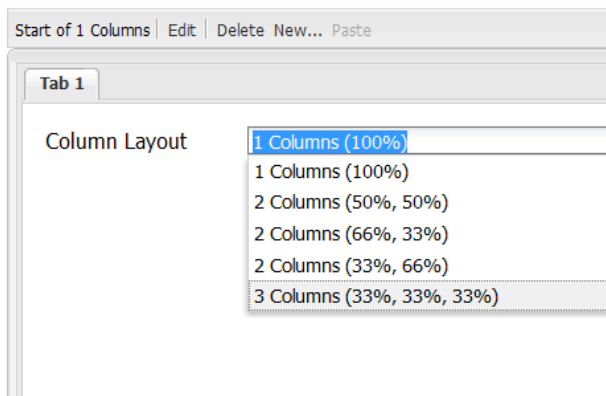 Start of 1 Columns Edit Delete New... Paste
Tab 1
Column Layout 1 Columns (100%)
1 Columns (100%)
2 Columns (50%, 50%)
2 Columns (66%, 33%)
2 Columns (33%, 66%)
3 Columns (33%, 33%, 33%)